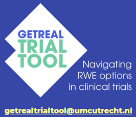 GETREAL
TRIAL
TOOL
Navigating
RWE options
in clinical trials
getrealtrialtool@umcutrecht.nl